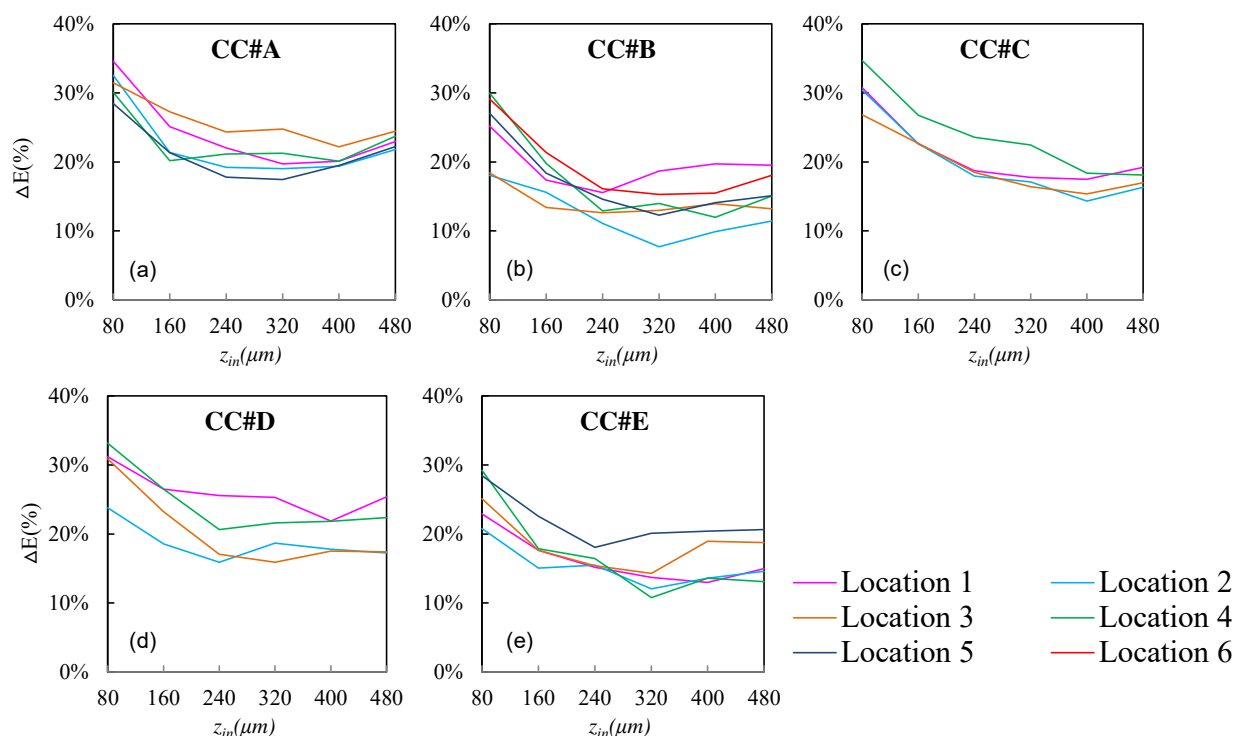 40%
30%
20%
10%
0%
ΔE(%)
CC#A
(a)
80 160 240 320 400 480
z_in(μm)
40%
30%
20%
10%
0%
CC#B
(b)
80 160 240 320 400 480
z_in(μm)
40%
30%
20%
10%
0%
CC#C
(c)
80 160 240 320 400 480
z_in(μm)
40%
30%
20%
10%
0%
ΔE(%)
CC#D
(d)
80 160 240 320 400 480
z_in(μm)
40%
30%
20%
10%
0%
CC#E
(e)
80 160 240 320 400 480
z_in(μm)
Location 1 Location 2
Location 3 Location 4
Location 5 Location 6